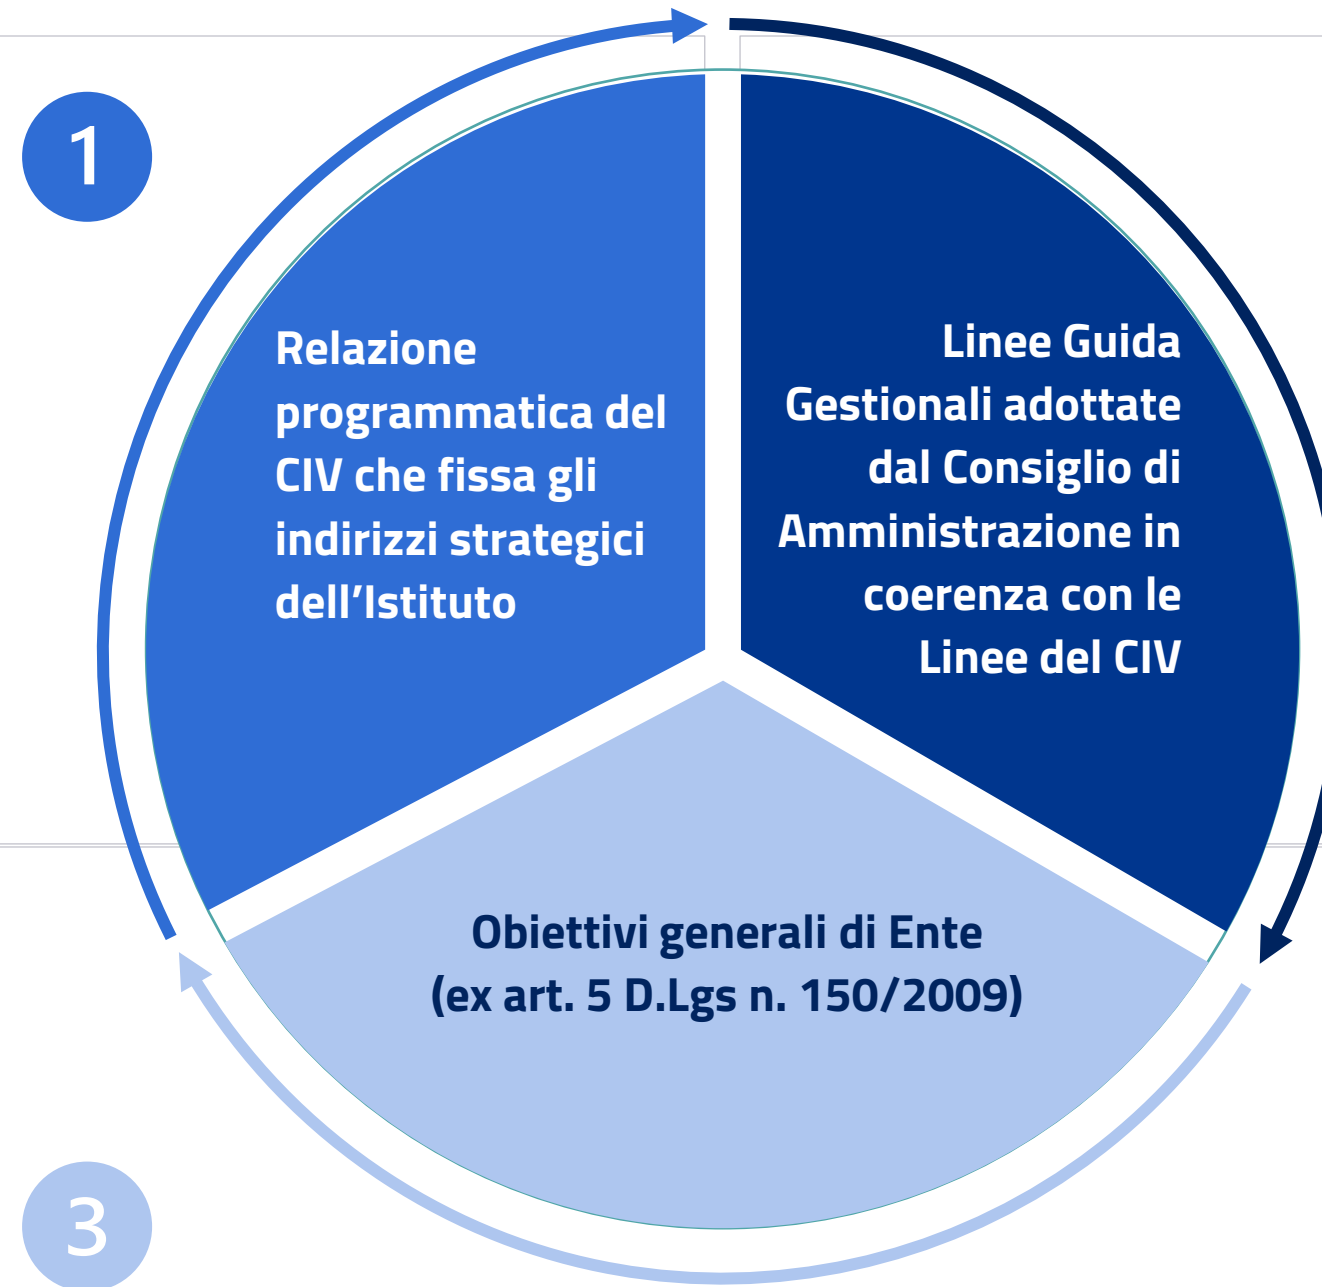 1
Relazione
programmatica del
CIV che fissa gli
indirizzi strategici
dell’Istituto
Linee Guida
Gestionali adottate
dal Consiglio di
Amministrazione in
coerenza con le
Linee del CIV
Obiettivi generali di Ente
(ex art. 5 D.Lgs n. 150/2009)
3